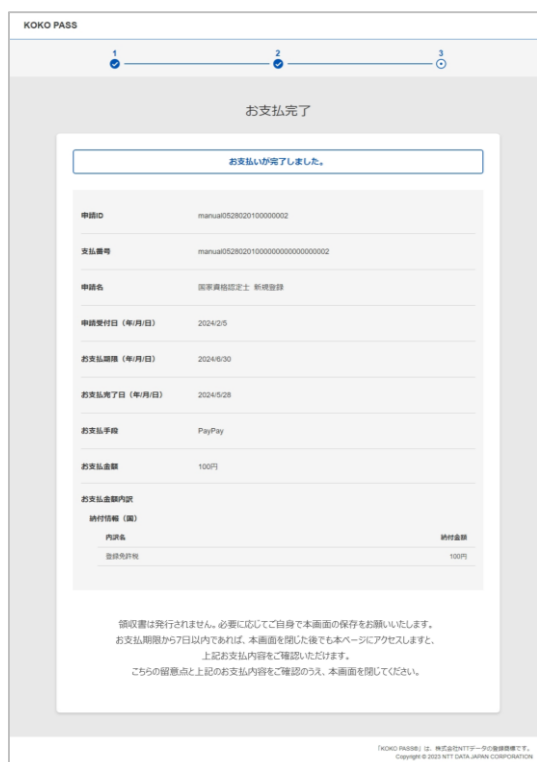 KOKO PASS
1
2
3
お支払完了
お支払いが完了しました。
申請ID manual0528020100000002
支払番号 manual05280201000000000000000000002
申請名 国家資格認定士 新規登録
申請受付日（年/月/日） 2024/2/5
お支払期限（年/月/日） 2024/6/30
お支払完了日（年/月/日） 2024/5/28
お支払手段 PayPay
お支払金額 100円
お支払金額内訳
納付情報（国）
内訳名 納付金額
登録免許税 100円
領収書は発行されません。必要に応じてご自身で本画面の保存をお願いいたします。
お支払期限から7日以内であれば、本画面を閉じた後でも本ページにアクセスしますと、
上記お支払内容をご確認いただけます。
こちらの留意点と上記のお支払内容をご確認のうえ、本画面を閉じてください。
「KOKO PASS®」は、株式会社NTTデータの登録商標です。
Copyright © 2023 NTT DATA JAPAN CORPORATION